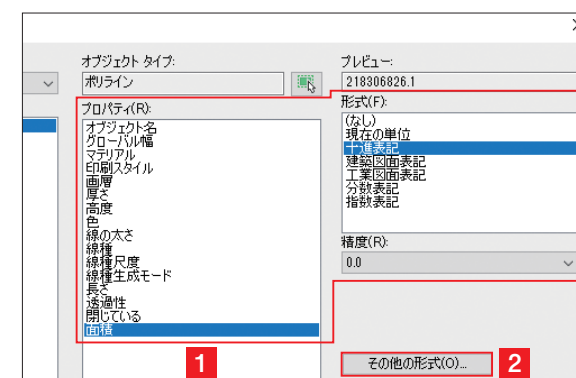 オブジェクト タイプ:
ポリライン
プロパティ(R):
オブジェクト名
グローバル幅
マテリアル
印刷スタイル
画層
厚さ
高度
色
線の太さ
線種
線種尺度
線種生成モード
長さ
透過性
閉じている
面積
1
プレビュー:
218306826.1
形式(F):
(なし)
現在の単位
十進表記
建築図面表記
工業図面表記
分数表記
指数表記
精度(R):
0.0
その他の形式(O)...
2